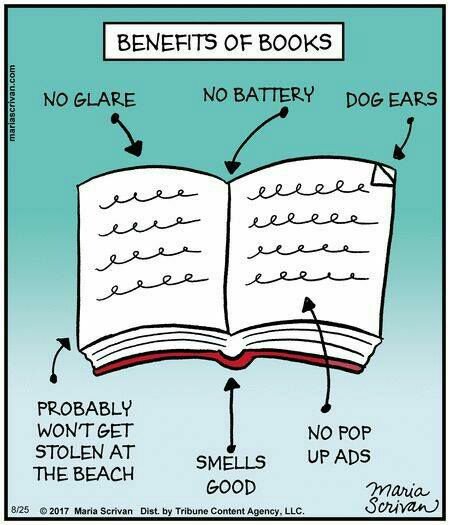 BENEFITS OF BOOKS
mariascrivan.com
NO GLARE
NO BATTERY
DOG EARS
PROBABLY
WON'T GET
STOLEN AT
THE BEACH
SMELLS
GOOD
NO POP
UP ADS
Maria
Scrivan
8/25 © 2017 Maria Scrivan Dist. by Tribune Content Agency, LLC.